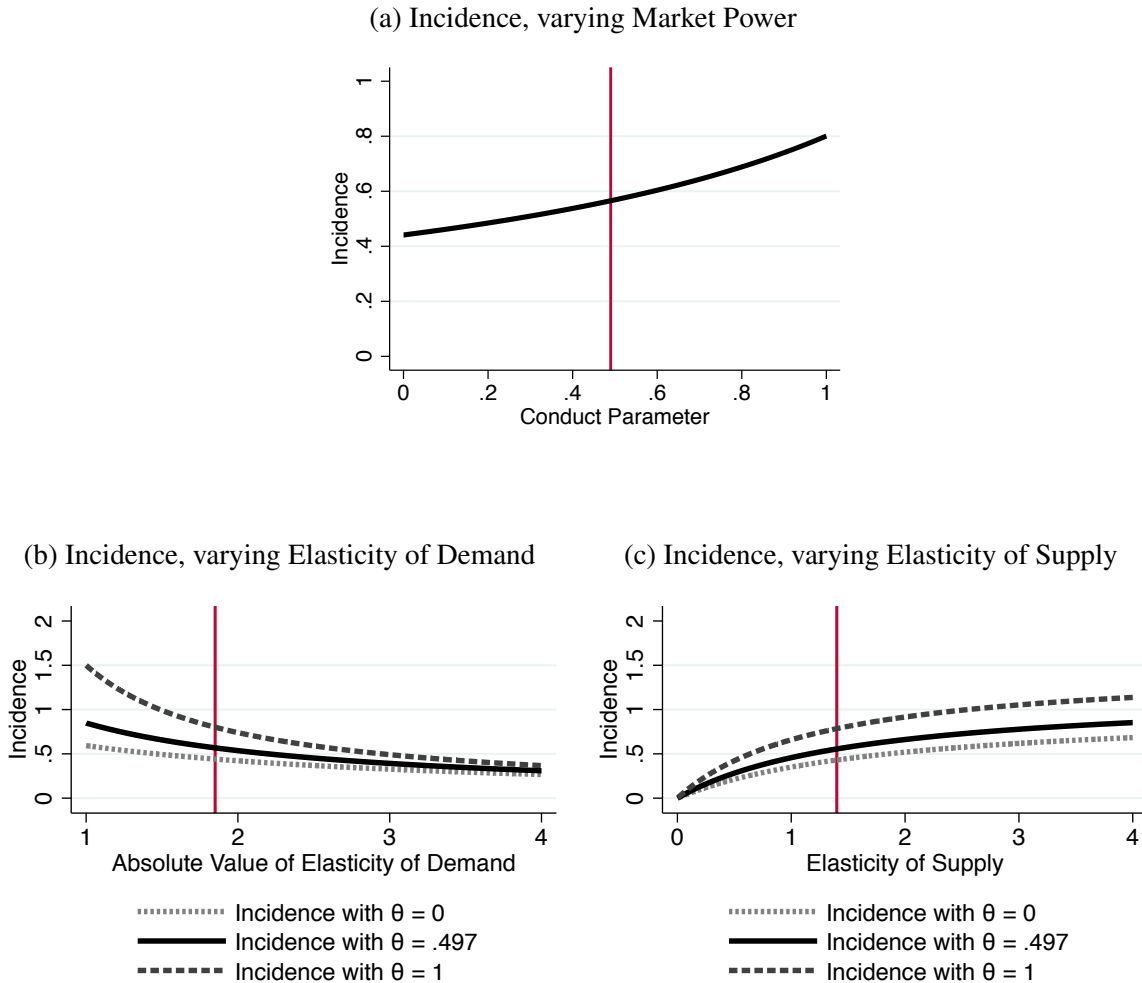 (a) Incidence, varying Market Power
Incidence
1
.8
.6
.4
.2
0
0 .2 .4 .6 .8 1
Conduct Parameter
(b) Incidence, varying Elasticity of Demand
Incidence
2
1.5
1
.5
0
1 2 3 4
Absolute Value of Elasticity of Demand
Incidence with θ = 0
Incidence with θ = .497
Incidence with θ = 1
(c) Incidence, varying Elasticity of Supply
Incidence
2
1.5
1
.5
0
0 1 2 3 4
Elasticity of Supply
Incidence with θ = 0
Incidence with θ = .497
Incidence with θ = 1